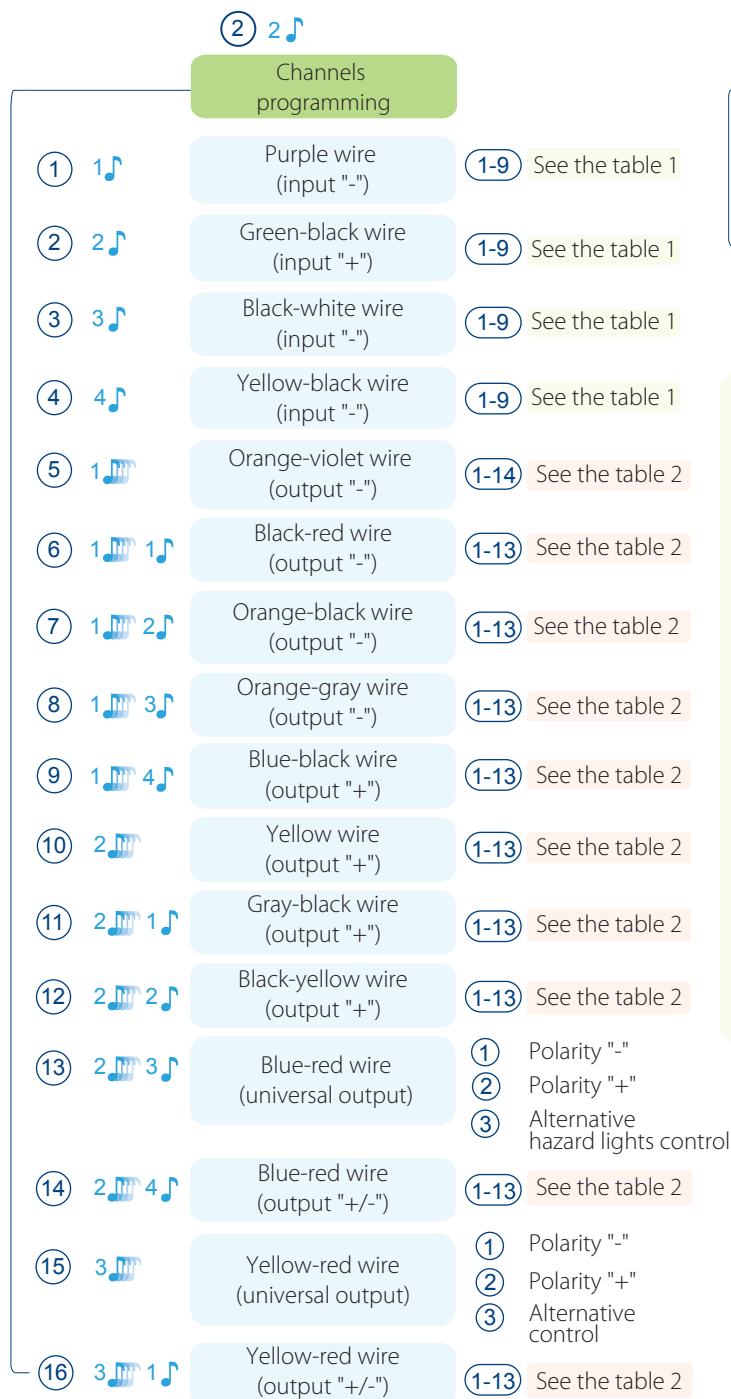 2 2
Channels
programming
1 1 Purple wire
(input "-") 1-9 See the table 1
2 2 Green-black wire
(input "+") 1-9 See the table 1
3 3 Black-white wire
(input "-") 1-9 See the table 1
4 4 Yellow-black wire
(input "-") 1-9 See the table 1
5 1 Orange-violet wire
(output "-") 1-14 See the table 2
6 1 1 Black-red wire
(output "-") 1-13 See the table 2
7 1 2 Orange-black wire
(output "-") 1-13 See the table 2
8 1 3 Orange-gray wire
(output "-") 1-13 See the table 2
9 1 4 Blue-black wire
(output "+") 1-13 See the table 2
10 2 Yellow wire
(output "+") 1-13 See the table 2
11 2 1 Gray-black wire
(output "+") 1-13 See the table 2
12 2 2 Black-yellow wire
(output "+") 1-13 See the table 2
13 2 3 Blue-red wire
(universal output)
1 Polarity "-"
2 Polarity "+"
3 Alternative
hazard lights control
14 2 4 Blue-red wire
(output "+/-") 1-13 See the table 2
15 3 Yellow-red wire
(universal output)
1 Polarity "-"
2 Polarity "+"
3 Alternative
control
16 3 1 Yellow-red wire
(output "+/-") 1-13 See the table 2